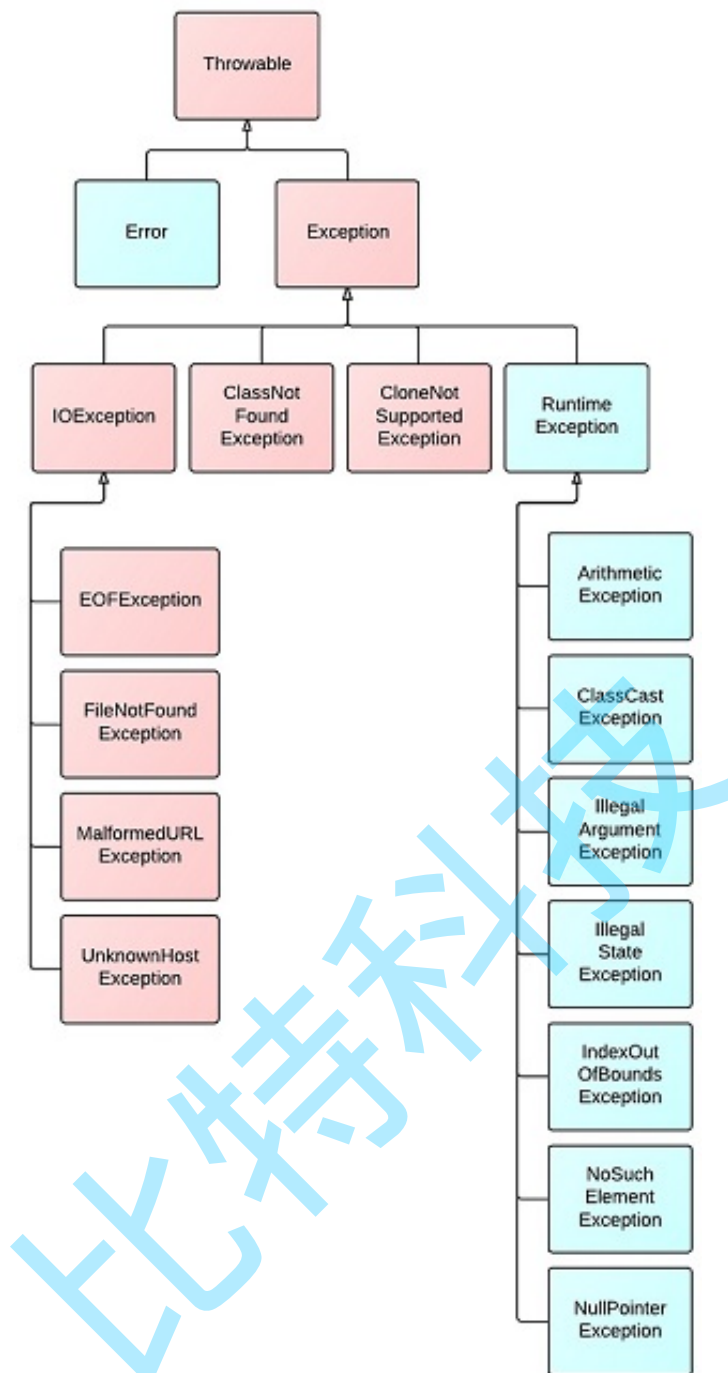 Throwable
Error
Exception
IOException
ClassNot
Found
Exception
CloneNot
Supported
Exception
Runtime
Exception
EOFException
FileNotFound
Exception
MalformedURL
Exception
UnknownHost
Exception
Arithmetic
Exception
ClassCast
Exception
Illegal
Argument
Exception
Illegal
State
Exception
IndexOut
OfBounds
Exception
NoSuch
Element
Exception
NullPointer
Exception
比特科技